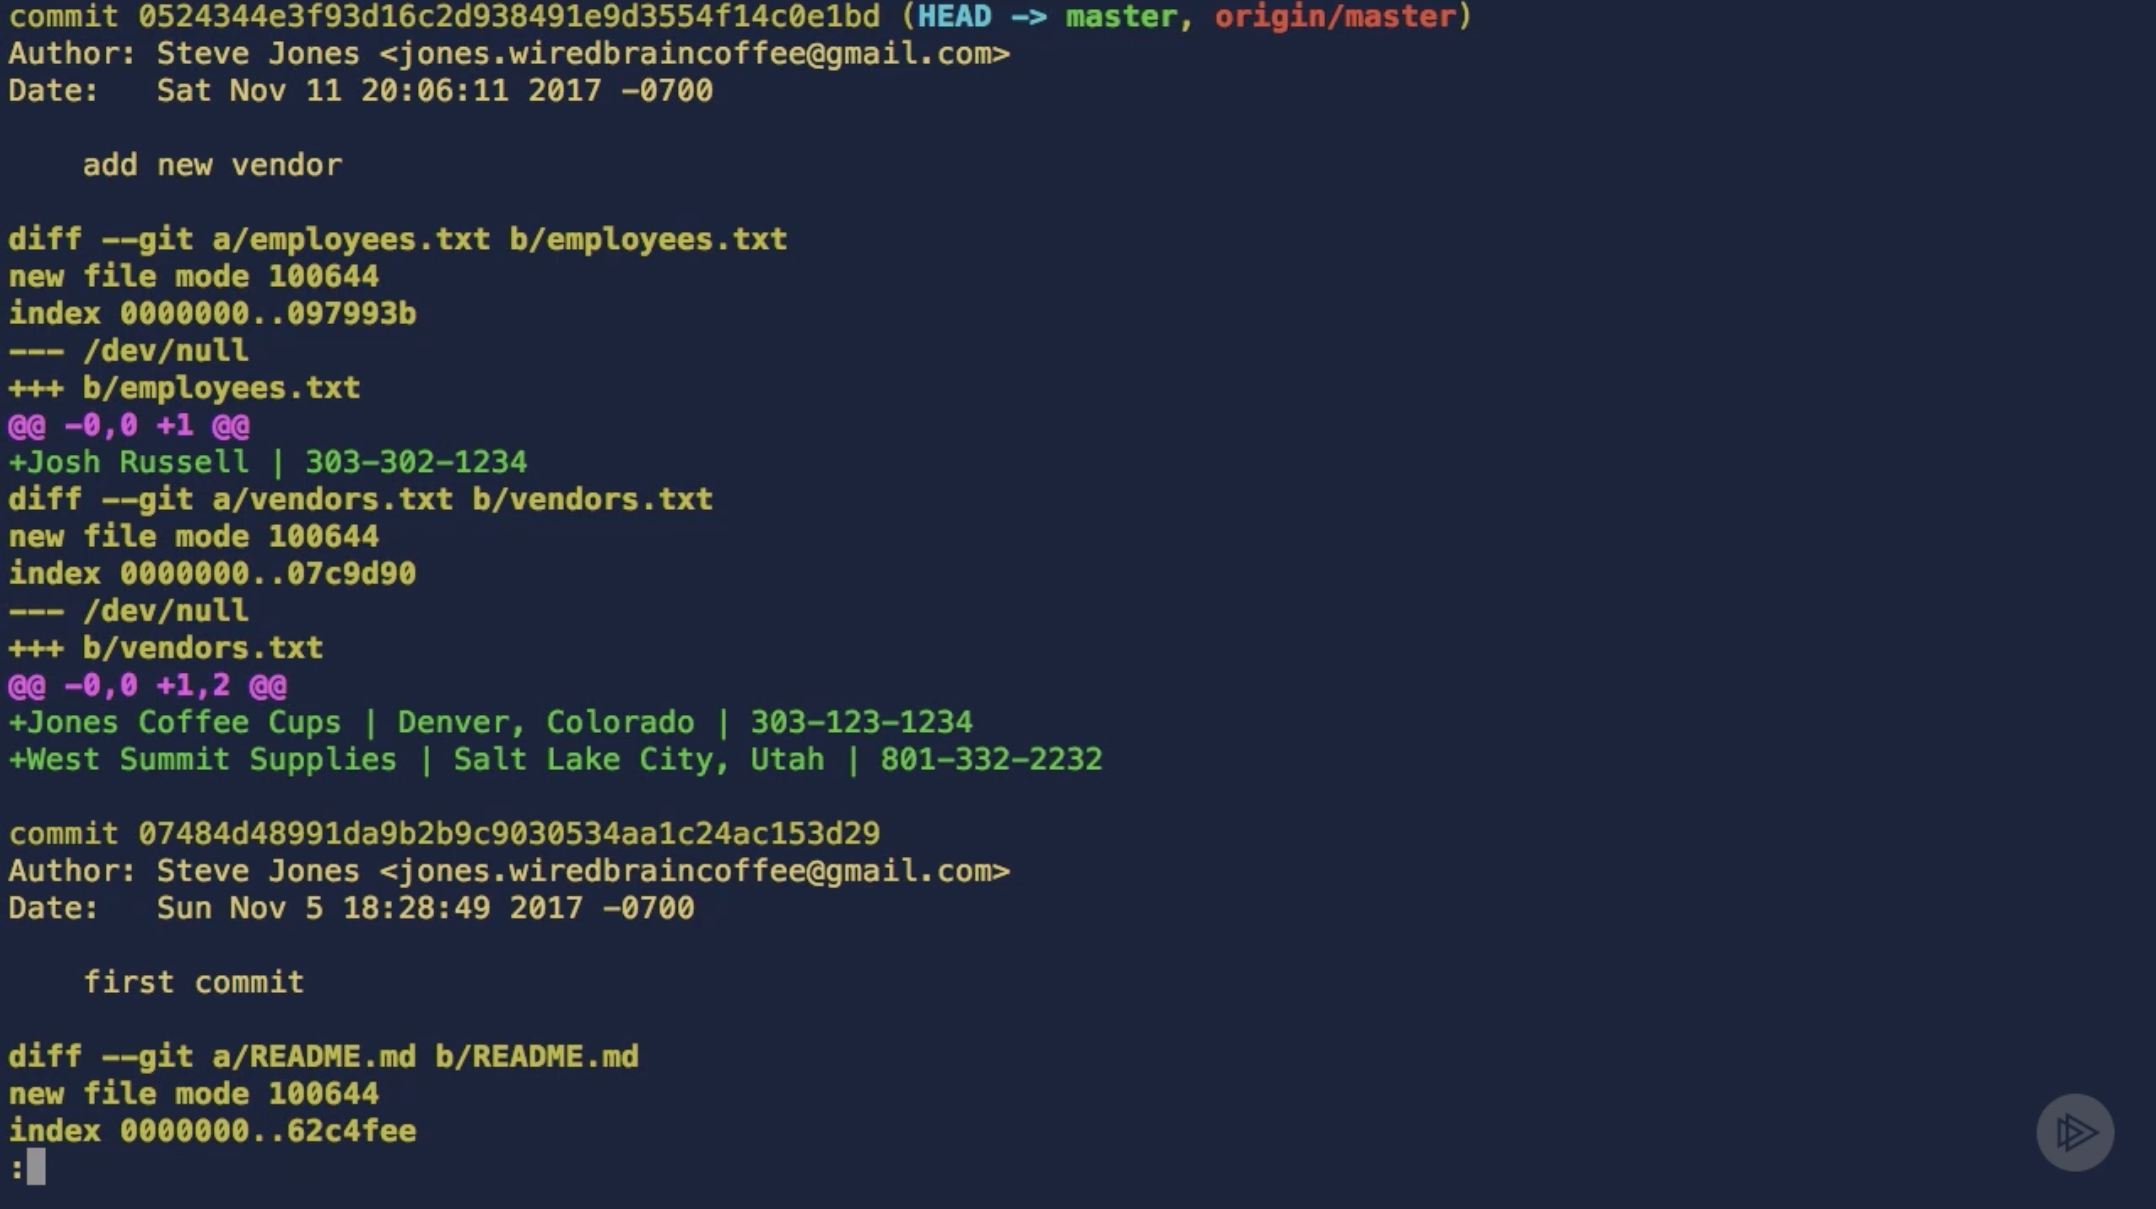 commit 0524344e3f93d16c2d938491e9d3554f14c0e1bd (HEAD -> master, origin/master)
Author: Steve Jones <jones.wiredbraincoffee@gmail.com>
Date:   Sat Nov 11 20:06:11 2017 -0700

    add new vendor

diff --git a/employees.txt b/employees.txt
new file mode 100644
index 0000000..097993b
--- /dev/null
+++ b/employees.txt
@@ -0,0 +1 @@
+Josh Russell | 303-302-1234
diff --git a/vendors.txt b/vendors.txt
new file mode 100644
index 0000000..07c9d90
--- /dev/null
+++ b/vendors.txt
@@ -0,0 +1,2 @@
+Jones Coffee Cups | Denver, Colorado | 303-123-1234
+West Summit Supplies | Salt Lake City, Utah | 801-332-2232

commit 07484d48991da9b2b9c9030534aa1c24ac153d29
Author: Steve Jones <jones.wiredbraincoffee@gmail.com>
Date:   Sun Nov 5 18:28:49 2017 -0700

    first commit

diff --git a/README.md b/README.md
new file mode 100644
index 0000000..62c4fee
: